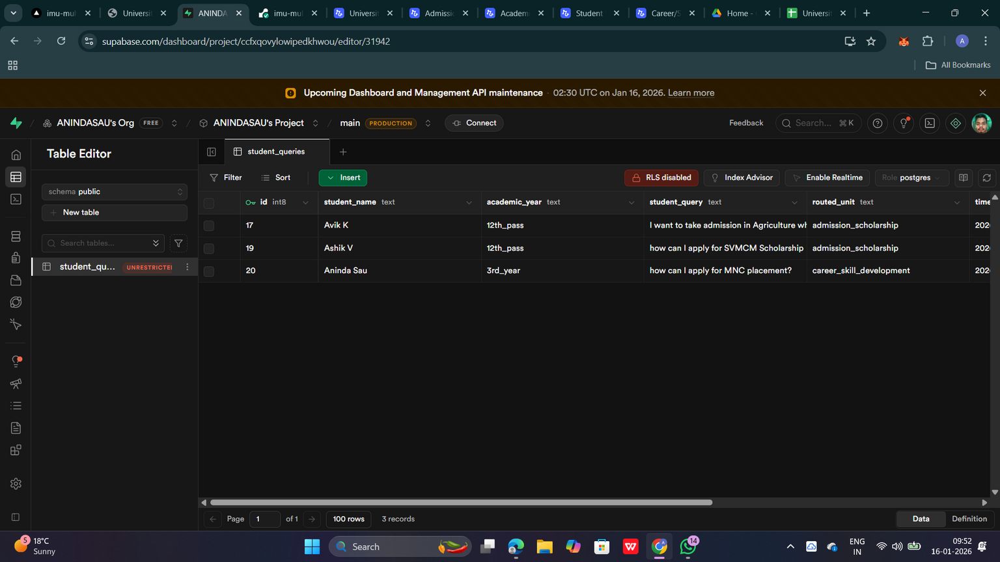 imu-mul
Universit
ANINDA
imu-mul
Universit
Admissio
Academi
Student
Career/S
Home -
Universit
supabase.com/dashboard/project/ccfxqovylowipedkhwou/editor/31942
All Bookmarks
Upcoming Dashboard and Management API maintenance · 02:30 UTC on Jan 16, 2026. Learn more
ANINDASAU's Org FREE / ANINDASAU's Project / main PRODUCTION Connect Feedback Search... ⌘ K
Table Editor
student_queries
Filter Sort Insert RLS disabled Index Advisor Enable Realtime Role postgres
schema public
New table
Search tables...
student_qu... UNRESTRICTE
id int8 student_name text academic_year text student_query text routed_unit text time
17 Avik K 12th_pass I want to take admission in Agriculture wh admission_scholarship 202
19 Ashik V 12th_pass how can I apply for SVMCM Scholarship admission_scholarship 202
20 Aninda Sau 3rd_year how can I apply for MNC placement? career_skill_development 202
Page 1 of 1 100 rows 3 records Data Definition
5 18°C
Sunny
Search
14
ENG
IN
09:52
16-01-2026